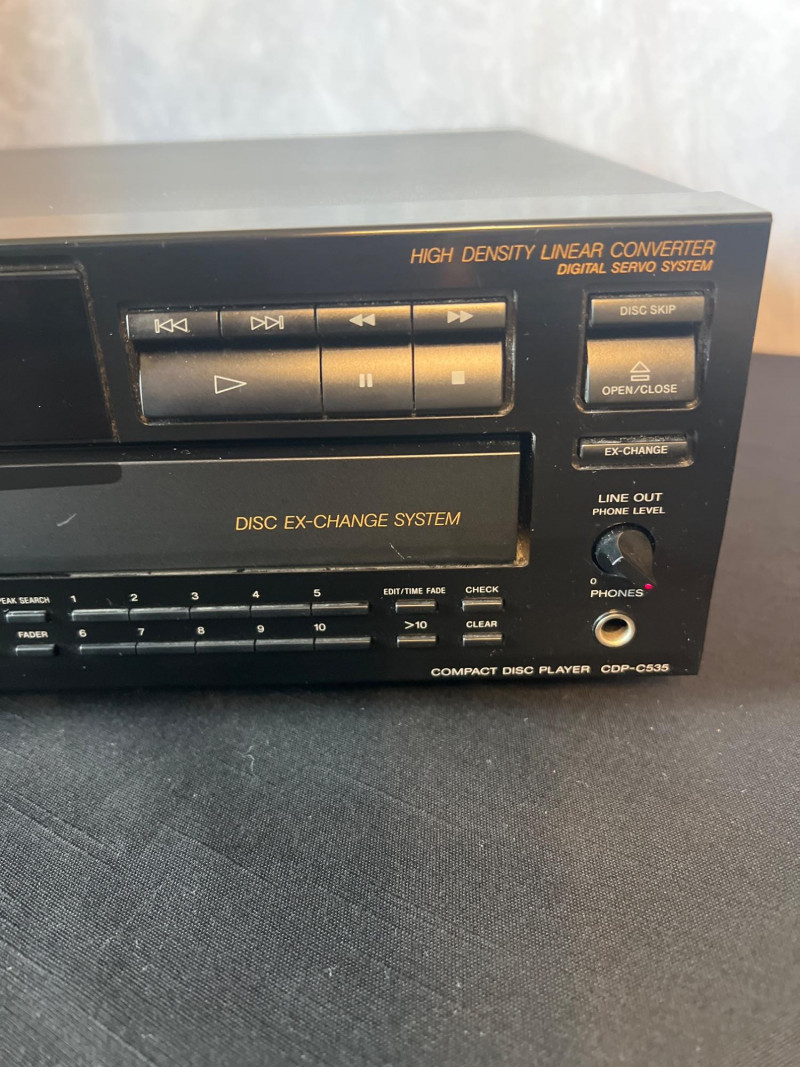 HIGH DENSITY LINEAR CONVERTER
DIGITAL SERVO SYSTEM
DISC SKIP
OPEN/CLOSE
EX-CHANGE
LINE OUT
PHONE LEVEL
0
PHONES
DISC EX-CHANGE SYSTEM
SEARCH 1 2 3 4 5 EDIT/TIME FADE CHECK
FADER 6 7 8 9 10 >10 CLEAR
COMPACT DISC PLAYER CDP-C535